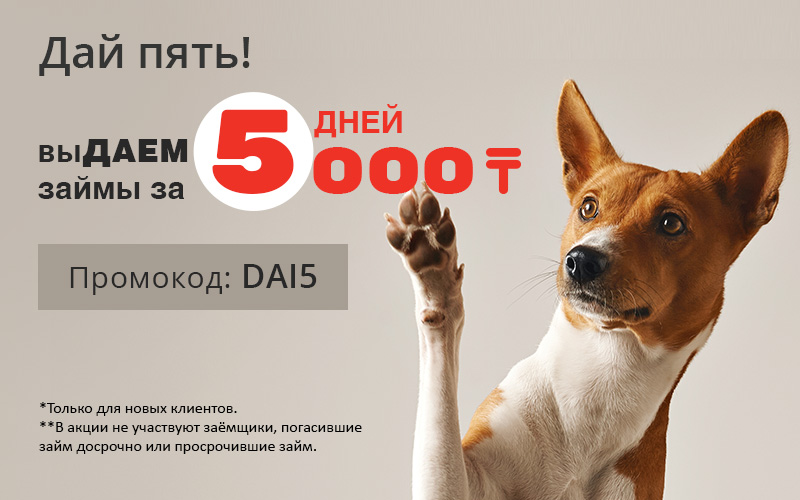 Дай пять!
выДАЕМ 5 ДНЕЙ
займы за 5000 ₸
Промокод: DAI5
*Только для новых клиентов.
**В акции не участвуют заёмщики, погасившие
займ досрочно или просрочившие займ.